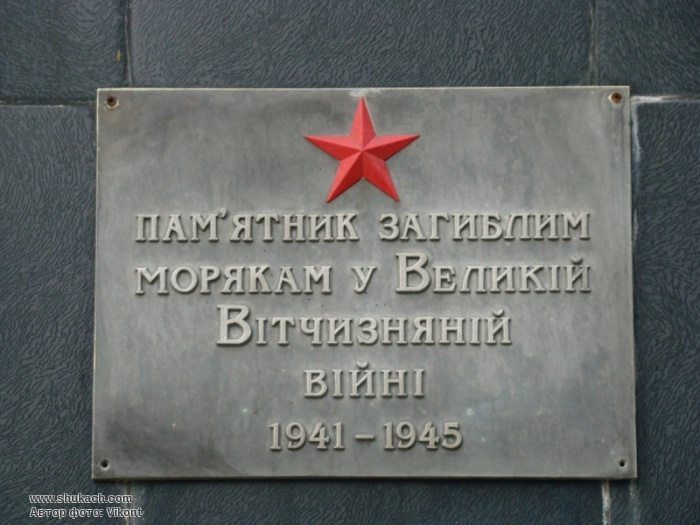 ПАМ'ЯТНИК ЗАГИБЛИМ
МОРЯКАМ У ВЕЛИКІЙ
ВІТЧИЗНЯНІЙ
ВІЙНІ
1941 – 1945
www.shukach.com
Автор фото: Vikont